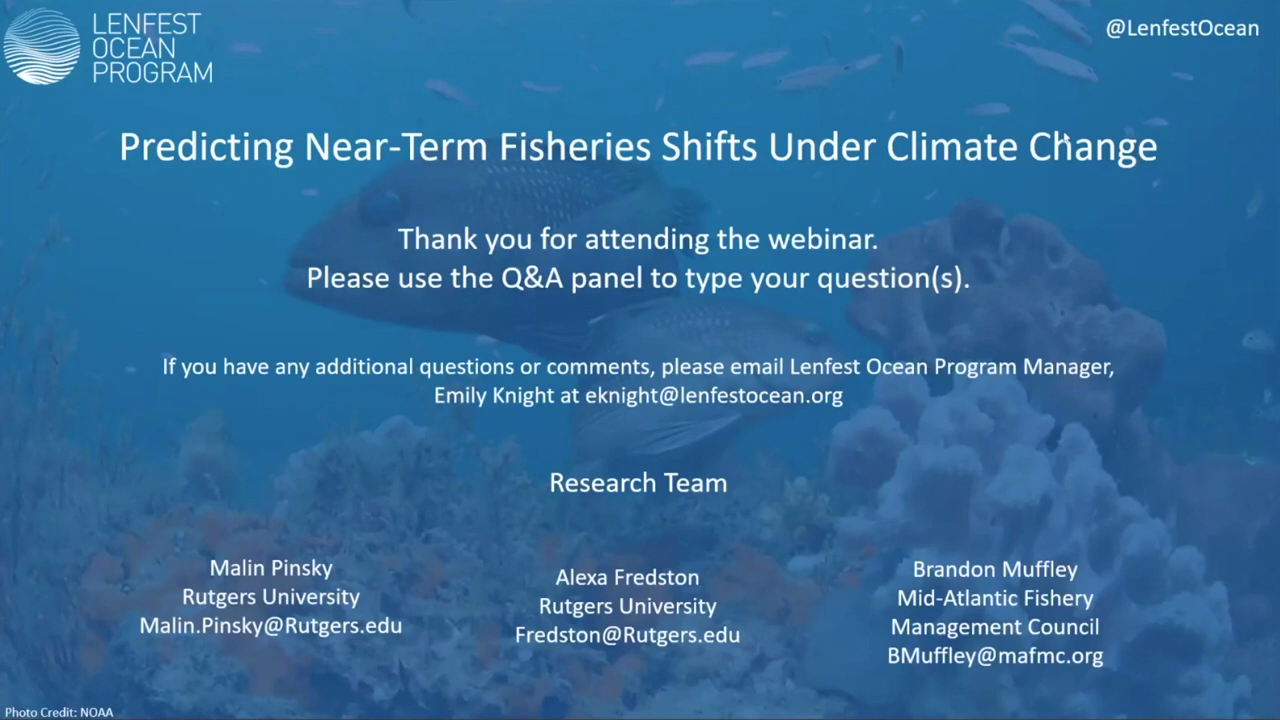 LENFEST
OCEAN
PROGRAM
@LenfestOcean
Predicting Near-Term Fisheries Shifts Under Climate Change
Thank you for attending the webinar.
Please use the Q&A panel to type your question(s).
If you have any additional questions or comments, please email Lenfest Ocean Program Manager,
Emily Knight at eknight@lenfestocean.org
Research Team
Malin Pinsky
Rutgers University
Malin.Pinsky@Rutgers.edu
Alexa Fredston
Rutgers University
Fredston@Rutgers.edu
Brandon Muffley
Mid-Atlantic Fishery
Management Council
BMuffley@mafmc.org
Photo Credit: NOAA